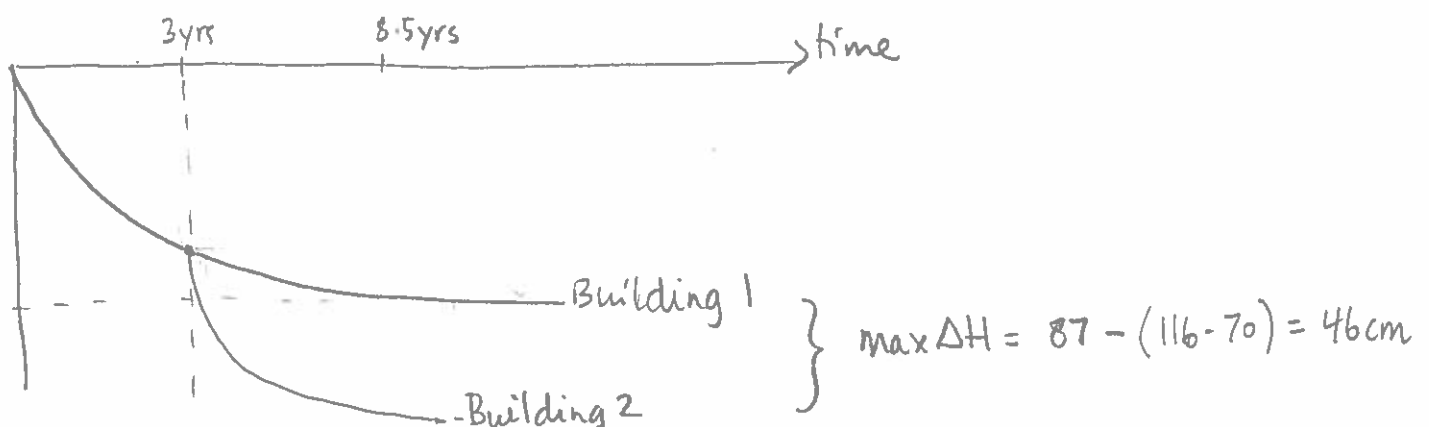 3yrs 8.5yrs
time
Building 1
max ΔH = 87 - (116-70) = 46cm
Building 2